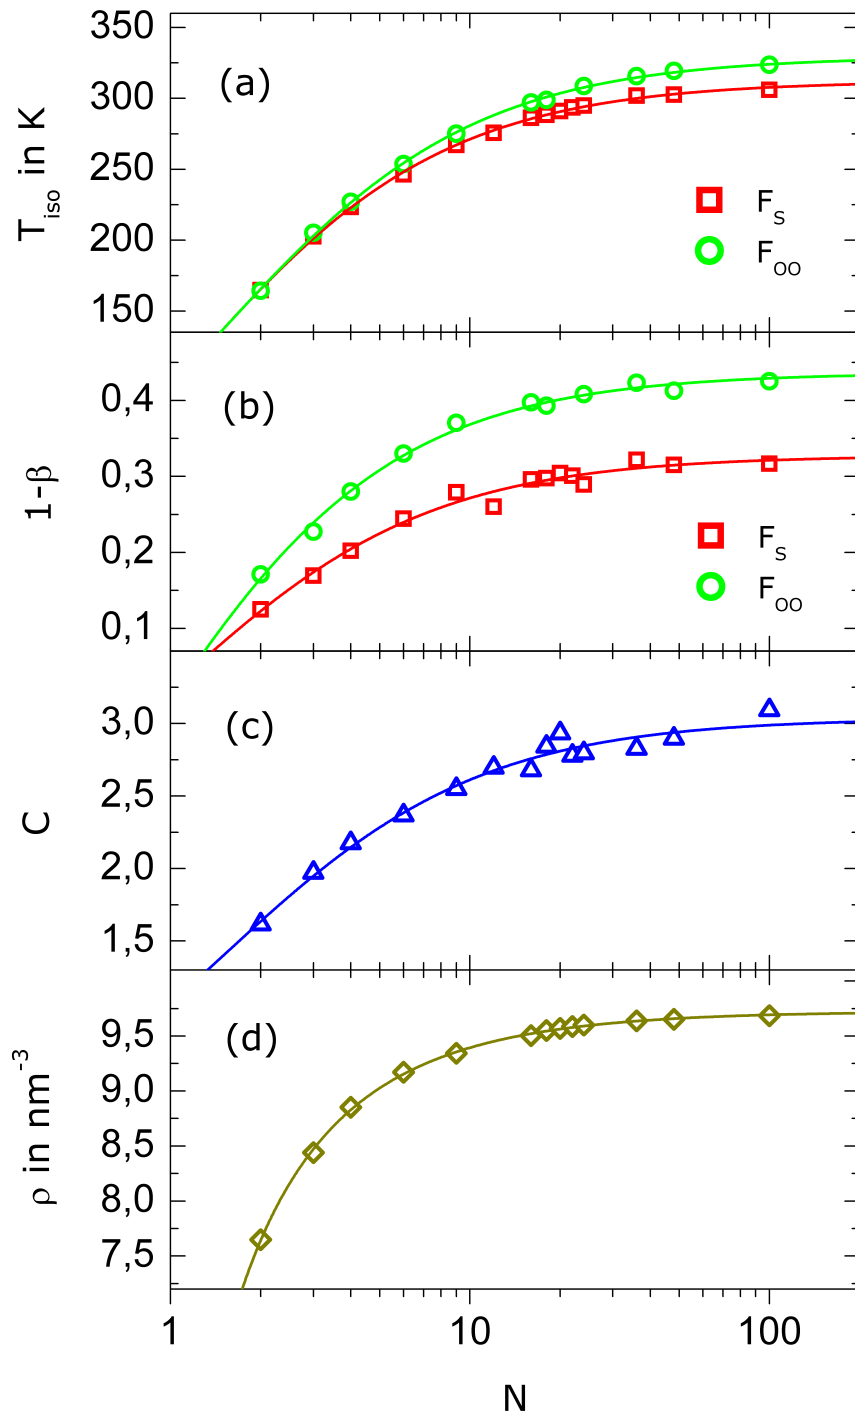 350
300
250
200
150
T_iso in K
(a)
F_S
F_OO
0,4
0,3
0,2
0,1
1-β
(b)
F_S
F_OO
3,0
2,5
2,0
1,5
C
(c)
9,5
9,0
8,5
8,0
7,5
ρ in nm^-3
(d)
1 10 100
N